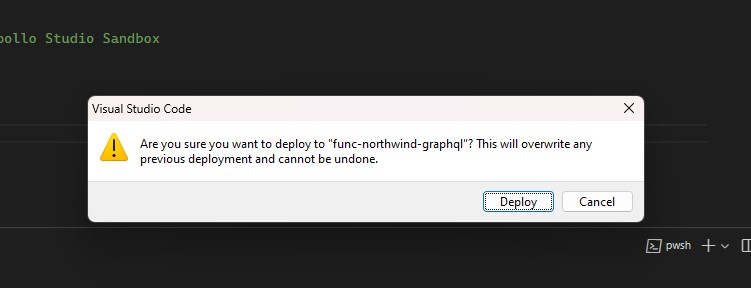 ollo Studio Sandbox
Visual Studio Code
Are you sure you want to deploy to "func-northwind-graphql"? This will overwrite any
previous deployment and cannot be undone.
Deploy
Cancel
pwsh